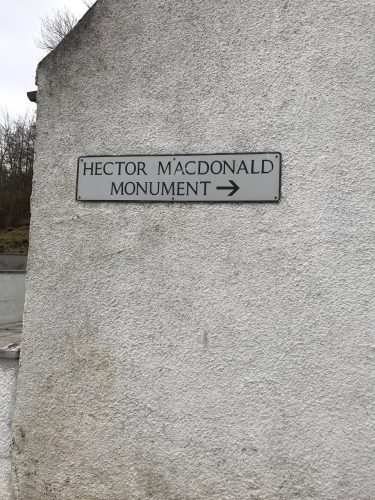 HECTOR MACDONALD
MONUMENT →